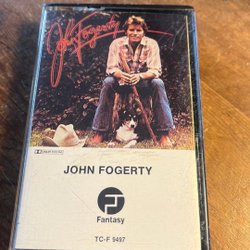 John Fogerty
JOHN FOGERTY
Fantasy
TC-F 9497